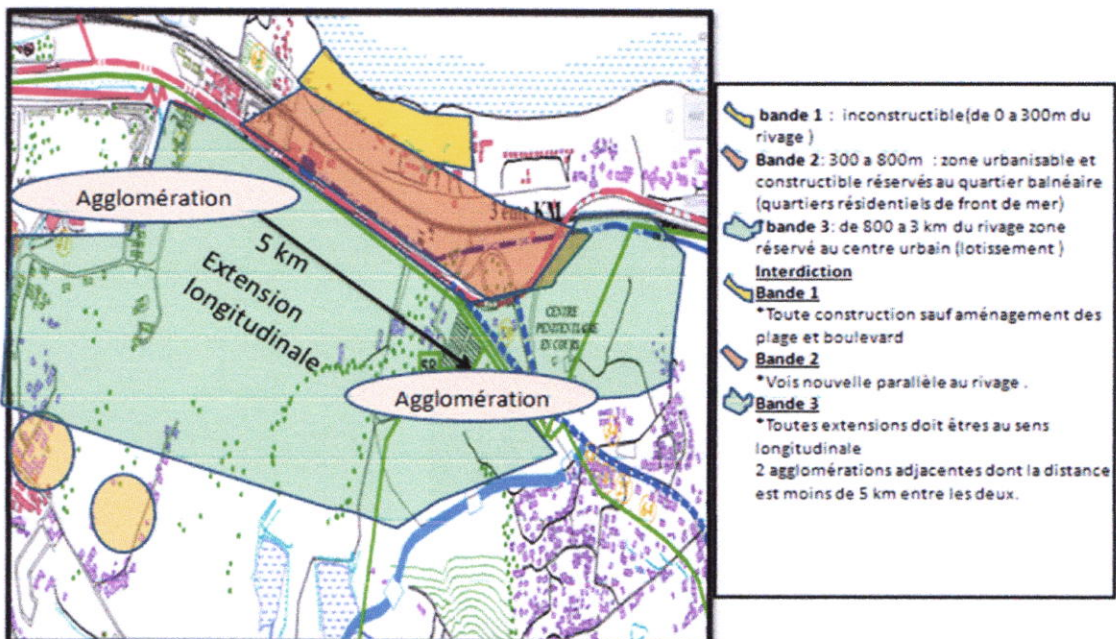 Agglomération
5 km
Extension
longitudinale
Agglomération
3 éme KM
CENTRE
PENITENTIAIRE
EN COURS
bande 1 : inconstructible(de 0 a 300m du
rivage )
Bande 2: 300 a 800m : zone urbanisable et
constructible réservés au quartier balnéaire
(quartiers résidentiels de front de mer)
bande 3: de 800 a 3 km du rivage zone
réservé au centre urbain (lotissement )
Interdiction
Bande 1
*Toute construction sauf aménagement des
plage et boulevard
Bande 2
*Vois nouvelle parallèle au rivage .
Bande 3
*Toutes extensions doit êtres au sens
longitudinale
2 agglomérations adjacentes dont la distance
est moins de 5 km entre les deux.